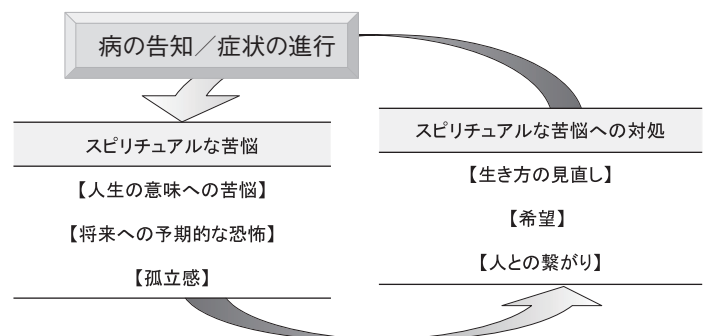 病の告知／症状の進行
スピリチュアルな苦悩
【人生の意味への苦悩】
【将来への予期的な恐怖】
【孤立感】
スピリチュアルな苦悩への対処
【生き方の見直し】
【希望】
【人との繋がり】